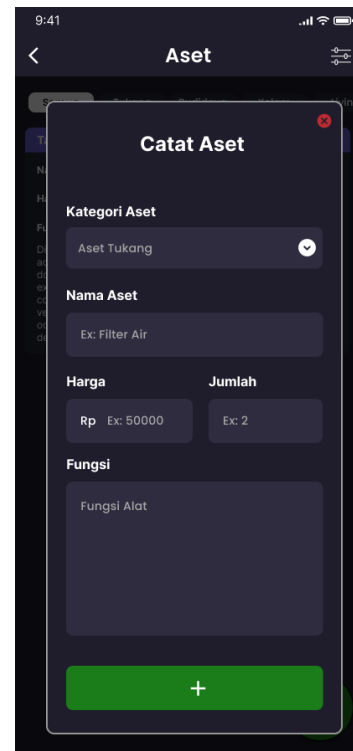 9:41
Aset
Catat Aset
Kategori Aset
Aset Tukang
Nama Aset
Ex: Filter Air
Harga
Jumlah
Rp Ex: 50000
Ex: 2
Fungsi
Fungsi Alat
+